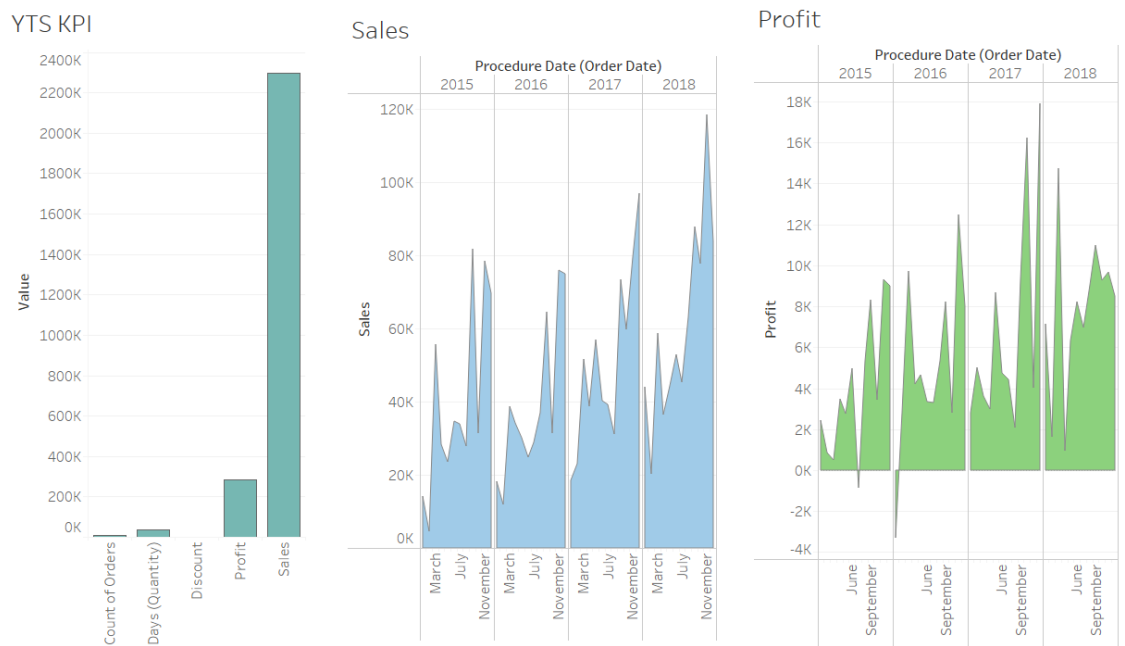 YTS KPI
Value
2400K
2200K
2000K
1800K
1600K
1400K
1200K
1000K
800K
600K
400K
200K
0K
Count of Orders
Days (Quantity)
Discount
Profit
Sales
Sales
Procedure Date (Order Date)
2015 2016 2017 2018
Sales
120K
100K
80K
60K
40K
20K
0K
March July November March July November March July November March July November
Profit
Procedure Date (Order Date)
2015 2016 2017 2018
Profit
18K
16K
14K
12K
10K
8K
6K
4K
2K
0K
-2K
-4K
June September June September June September June September